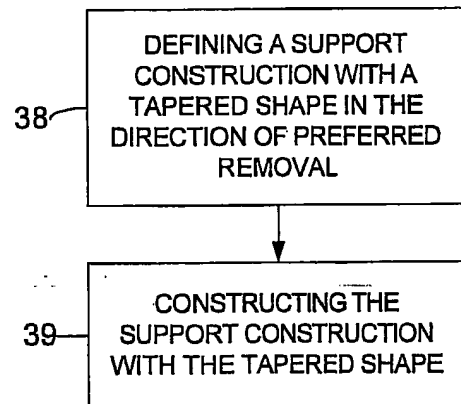 DEFINING A SUPPORT
CONSTRUCTION WITH A
TAPERED SHAPE IN THE
DIRECTION OF PREFERRED
REMOVAL
38
CONSTRUCTING THE
SUPPORT CONSTRUCTION
WITH THE TAPERED SHAPE
39